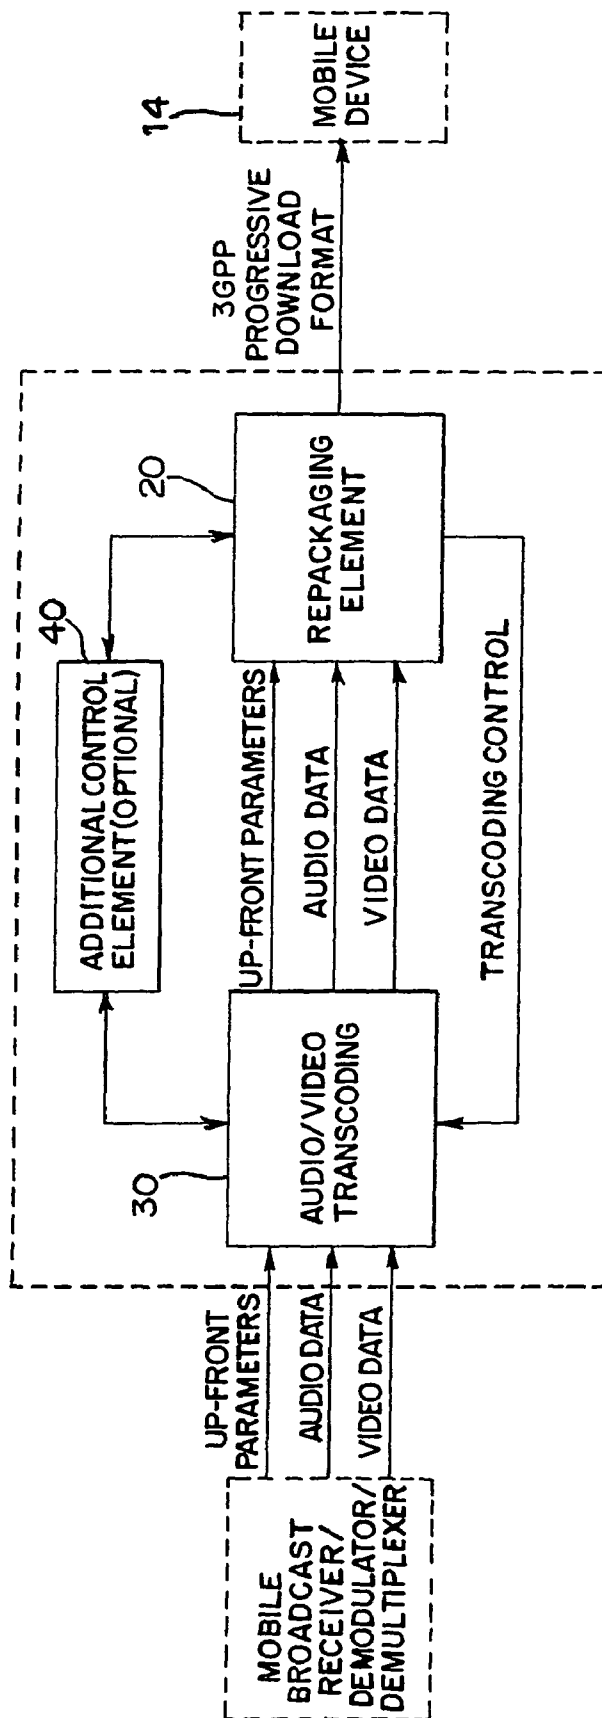 MOBILE
BROADCAST
RECEIVER/
DEMODULATOR/
DEMULTIPLEXER
UP-FRONT
PARAMETERS
AUDIO DATA
VIDEO DATA
30
AUDIO/VIDEO
TRANSCODING
40
ADDITIONAL CONTROL
ELEMENT(OPTIONAL)
UP-FRONT PARAMETERS
AUDIO DATA
VIDEO DATA
TRANSCODING CONTROL
20
REPACKAGING
ELEMENT
3GPP
PROGRESSIVE
DOWNLOAD
FORMAT
14
MOBILE
DEVICE